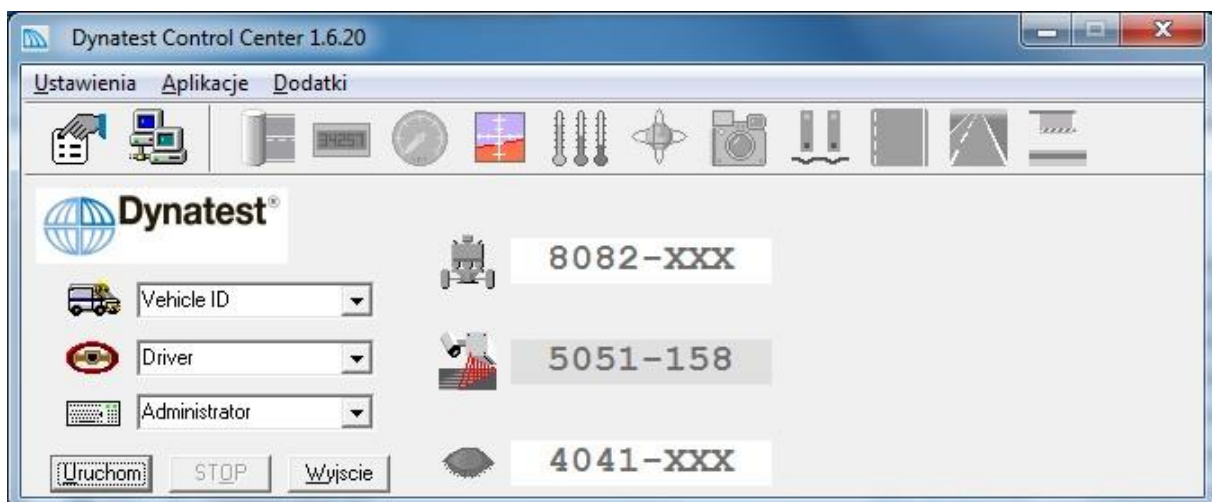 Dynatest Control Center 1.6.20
Ustawienia Aplikacje Dodatki
34257
Dynatest®
8082-XXX
Vehicle ID
Driver
5051-158
Administrator
Uruchom STOP Wyjscie
4041-XXX